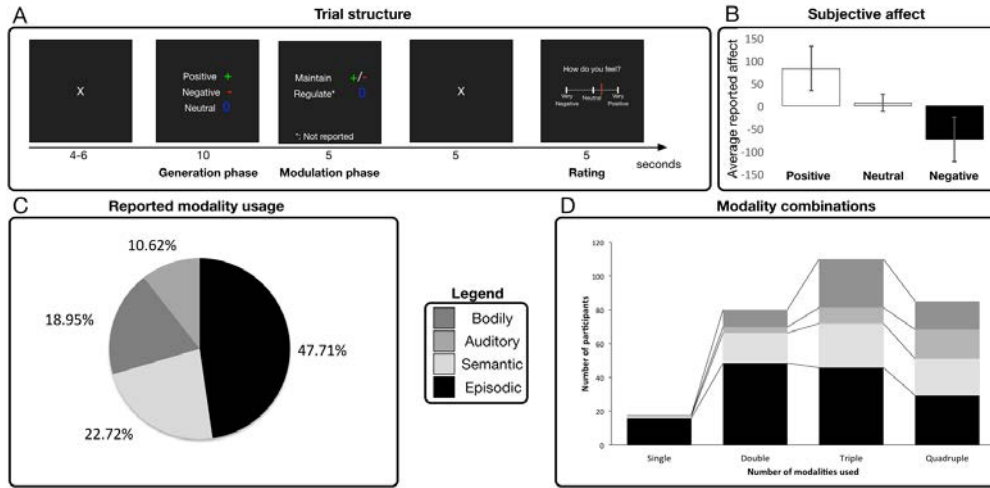 A
Trial structure
X
Positive +
Negative -
Neutral 0
Maintain +/-
Regulate* 0
*: Not reported
X
How do you feel?
Very Negative
Neutral
Very Positive
4-6
10
5
5
5
seconds
Generation phase
Modulation phase
Rating
B
Subjective affect
Average reported affect
150
100
50
0
-50
-100
-150
Positive
Neutral
Negative
C
Reported modality usage
10.62%
18.95%
47.71%
22.72%
Legend
Bodily
Auditory
Semantic
Episodic
D
Modality combinations
Number of participants
120
100
80
60
40
20
0
Single
Double
Triple
Quadruple
Number of modalities used